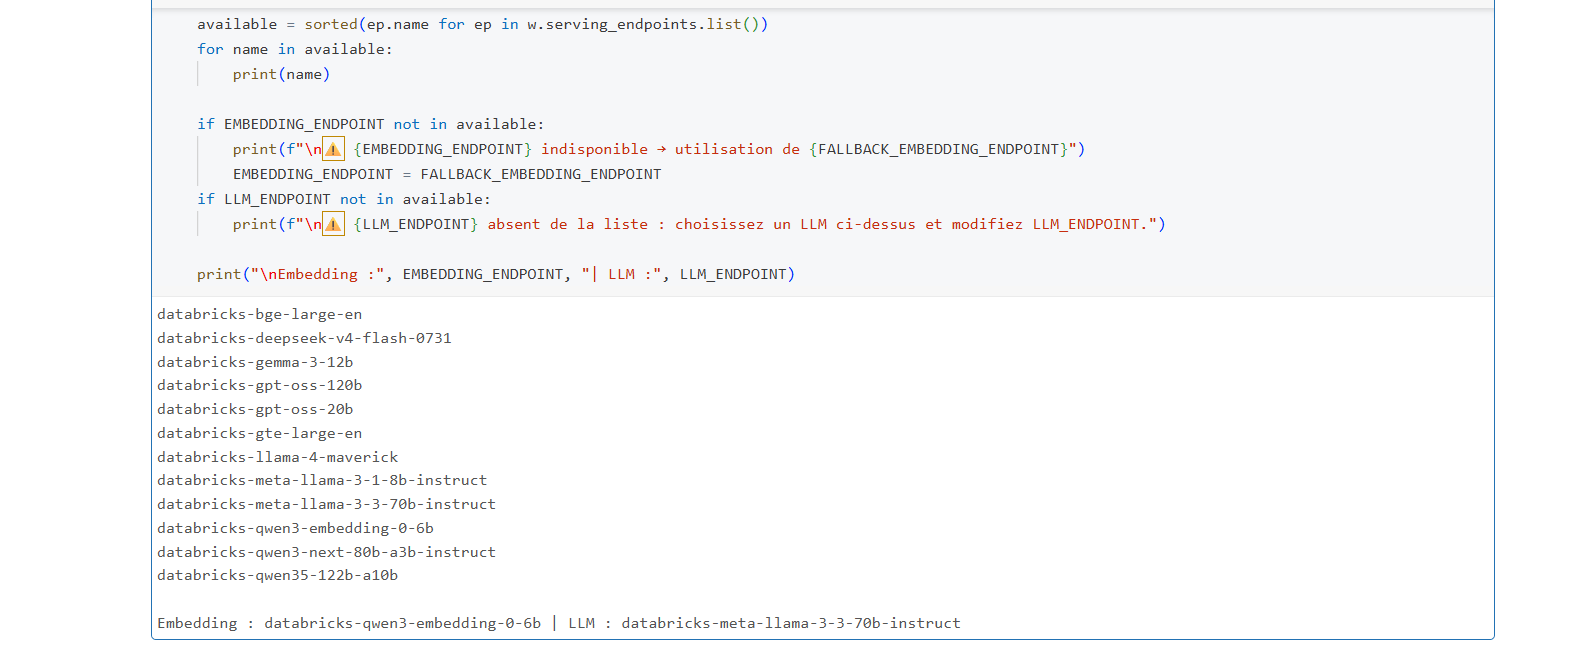 available = sorted(ep.name for ep in w.serving_endpoints.list())
for name in available:
    print(name)
if EMBEDDING_ENDPOINT not in available:
    print(f"\n⚠️ {EMBEDDING_ENDPOINT} indisponible → utilisation de {FALLBACK_EMBEDDING_ENDPOINT}")
    EMBEDDING_ENDPOINT = FALLBACK_EMBEDDING_ENDPOINT
if LLM_ENDPOINT not in available:
    print(f"\n⚠️ {LLM_ENDPOINT} absent de la liste : choisissez un LLM ci-dessus et modifiez LLM_ENDPOINT.")
print("\nEmbedding :", EMBEDDING_ENDPOINT, "| LLM :", LLM_ENDPOINT)
databricks-bge-large-en
databricks-deepseek-v4-flash-0731
databricks-gemma-3-12b
databricks-gpt-oss-120b
databricks-gpt-oss-20b
databricks-gte-large-en
databricks-llama-4-maverick
databricks-meta-llama-3-1-8b-instruct
databricks-meta-llama-3-3-70b-instruct
databricks-qwen3-embedding-0-6b
databricks-qwen3-next-80b-a3b-instruct
databricks-qwen35-122b-a10b
Embedding : databricks-qwen3-embedding-0-6b | LLM : databricks-meta-llama-3-3-70b-instruct